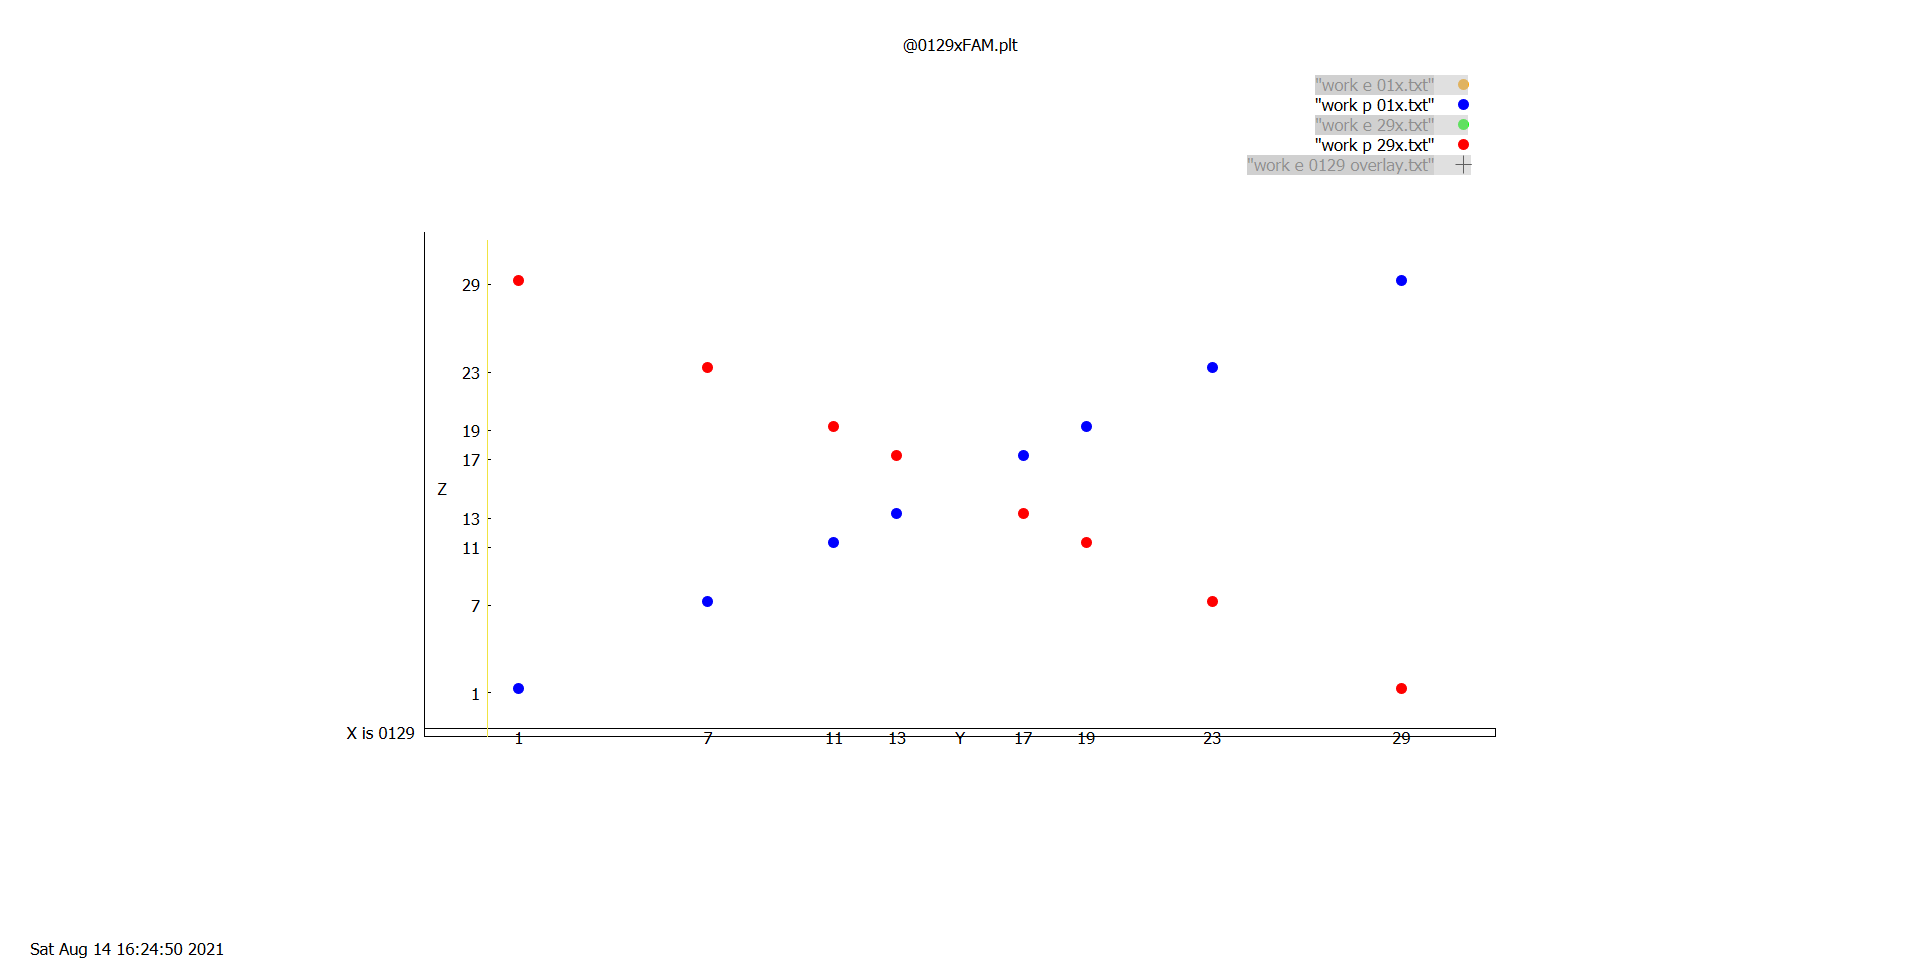 @0129xFAM.plt
"work e 01x.txt"
"work p 01x.txt"
"work e 29x.txt"
"work p 29x.txt"
"work e 0129 overlay.txt"
29
23
19
17
Z
13
11
7
1
X is 0129
1 7 11 13 Y 17 19 23 29
Sat Aug 14 16:24:50 2021